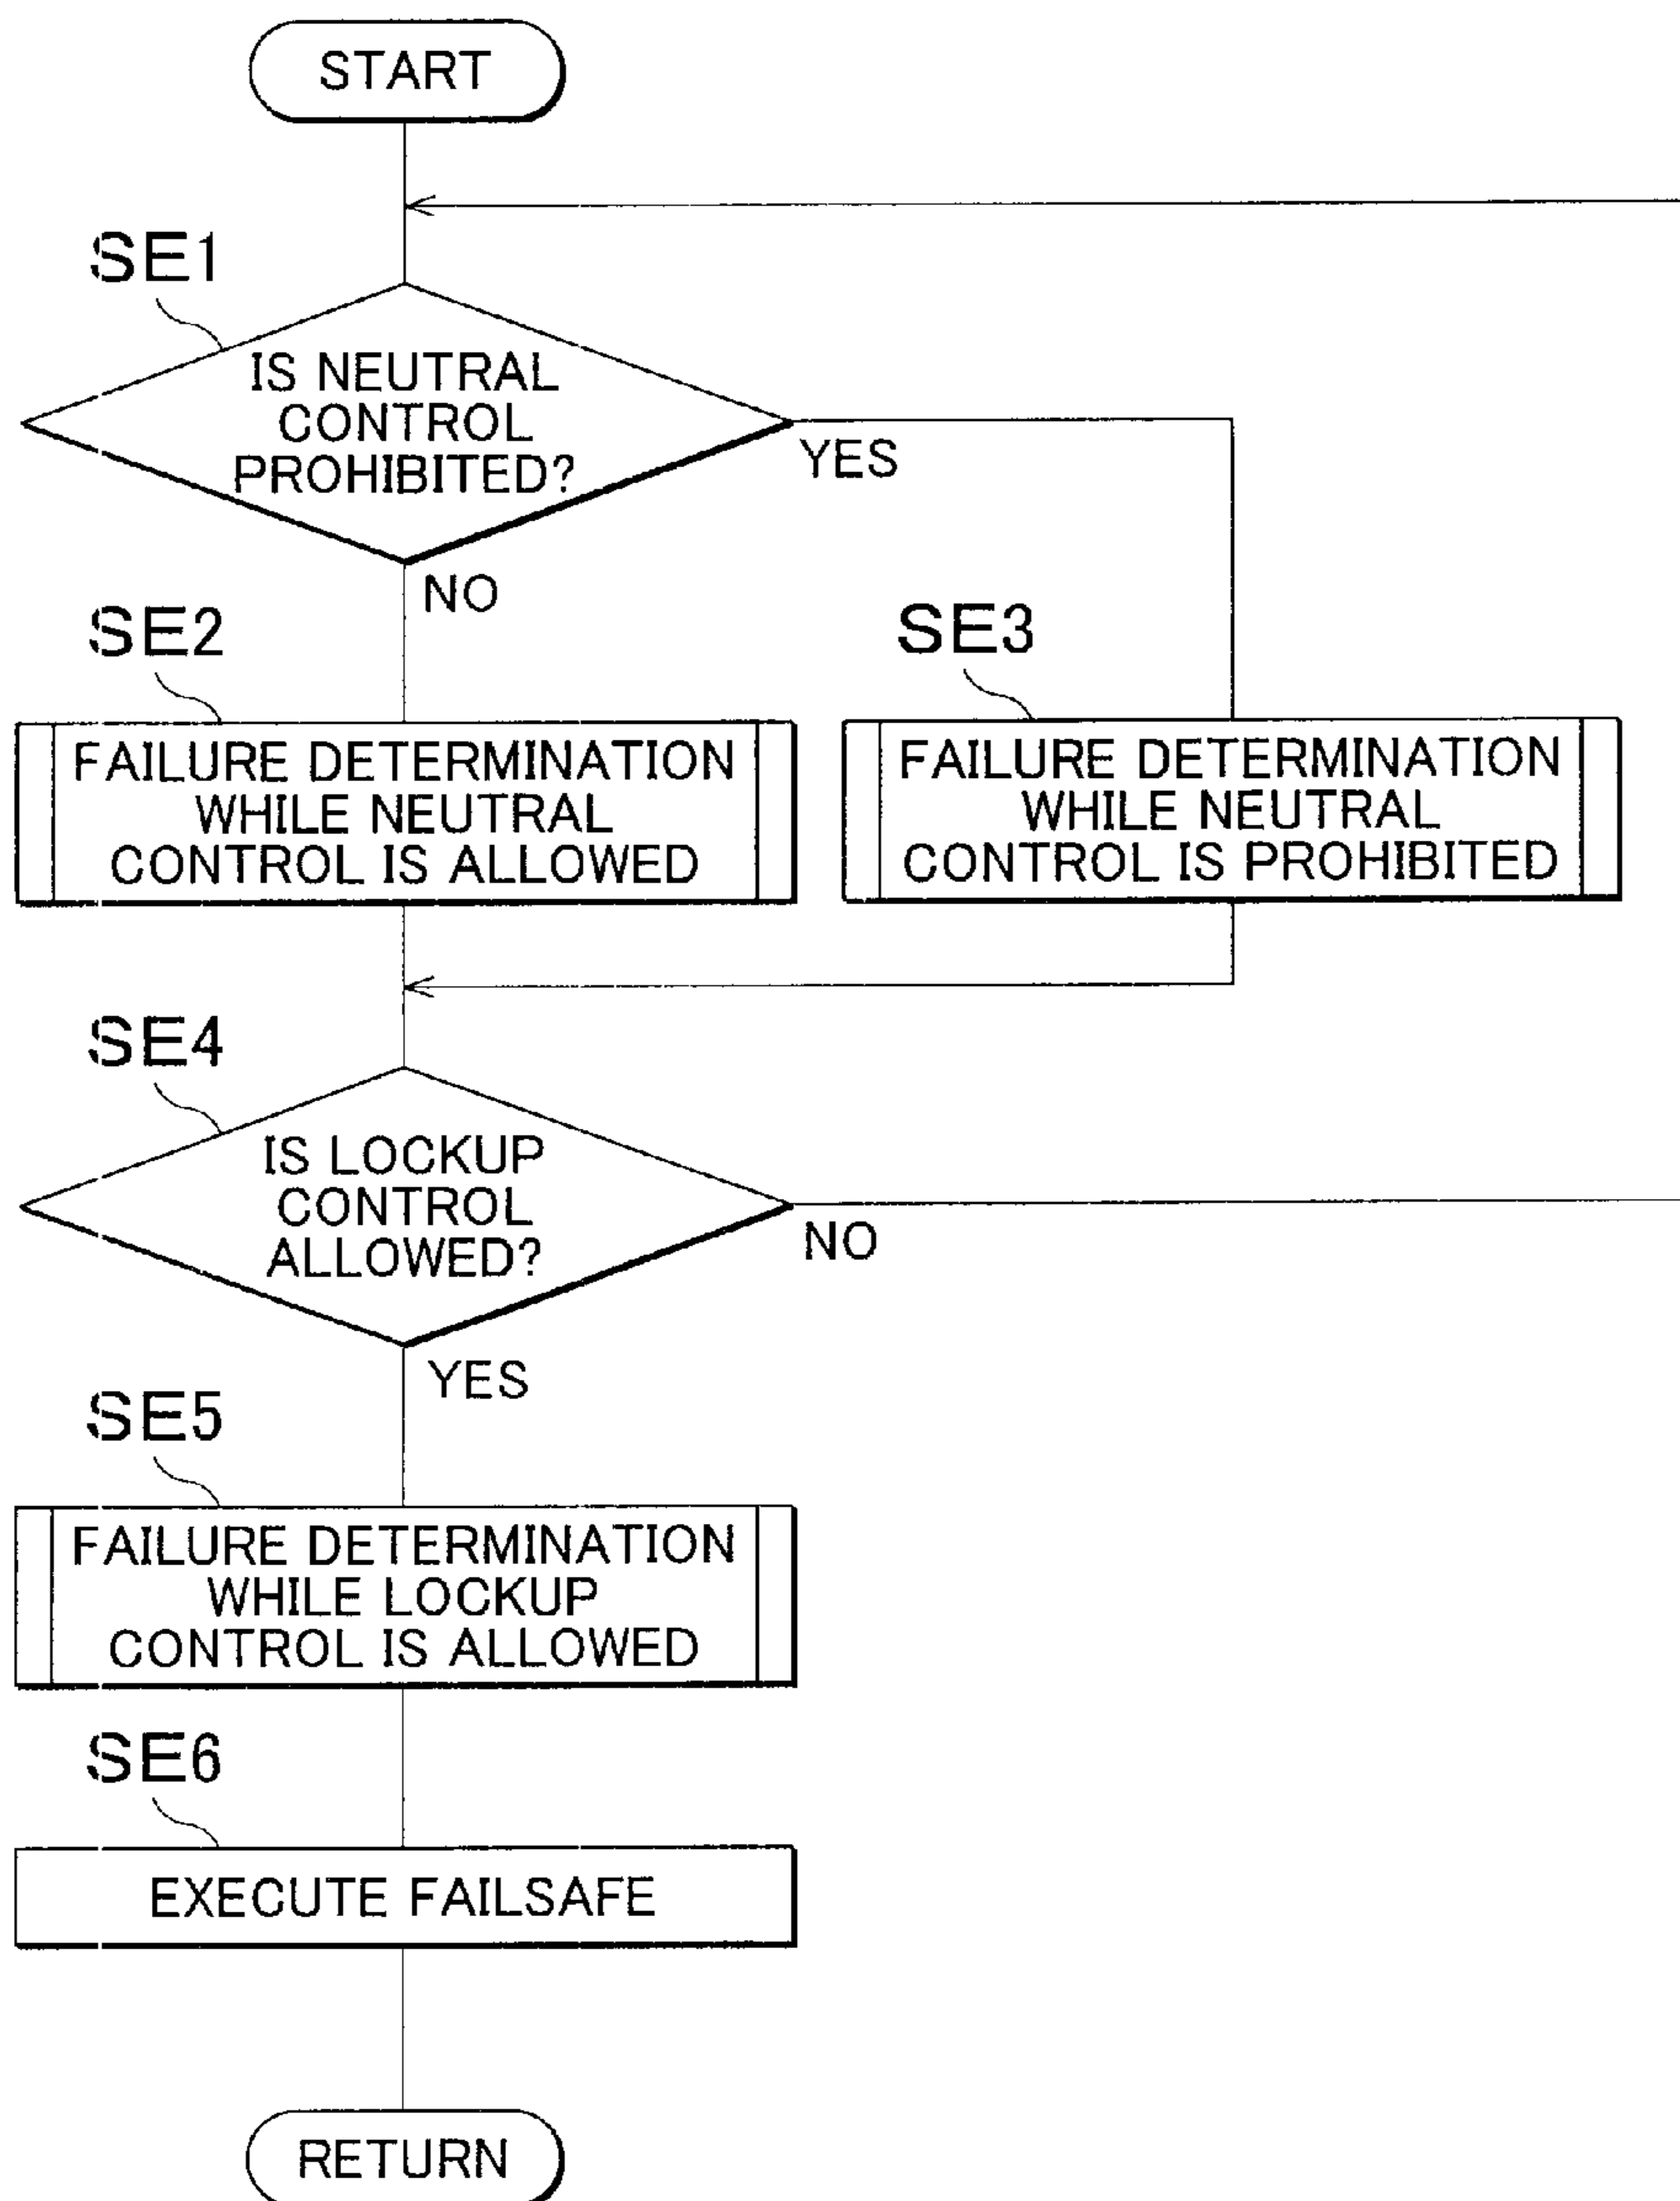 START
SE1
IS NEUTRAL
CONTROL
PROHIBITED?
YES
NO
SE2
FAILURE DETERMINATION
WHILE NEUTRAL
CONTROL IS ALLOWED
SE3
FAILURE DETERMINATION
WHILE NEUTRAL
CONTROL IS PROHIBITED
SE4
IS LOCKUP
CONTROL
ALLOWED?
NO
YES
SE5
FAILURE DETERMINATION
WHILE LOCKUP
CONTROL IS ALLOWED
SE6
EXECUTE FAILSAFE
RETURN